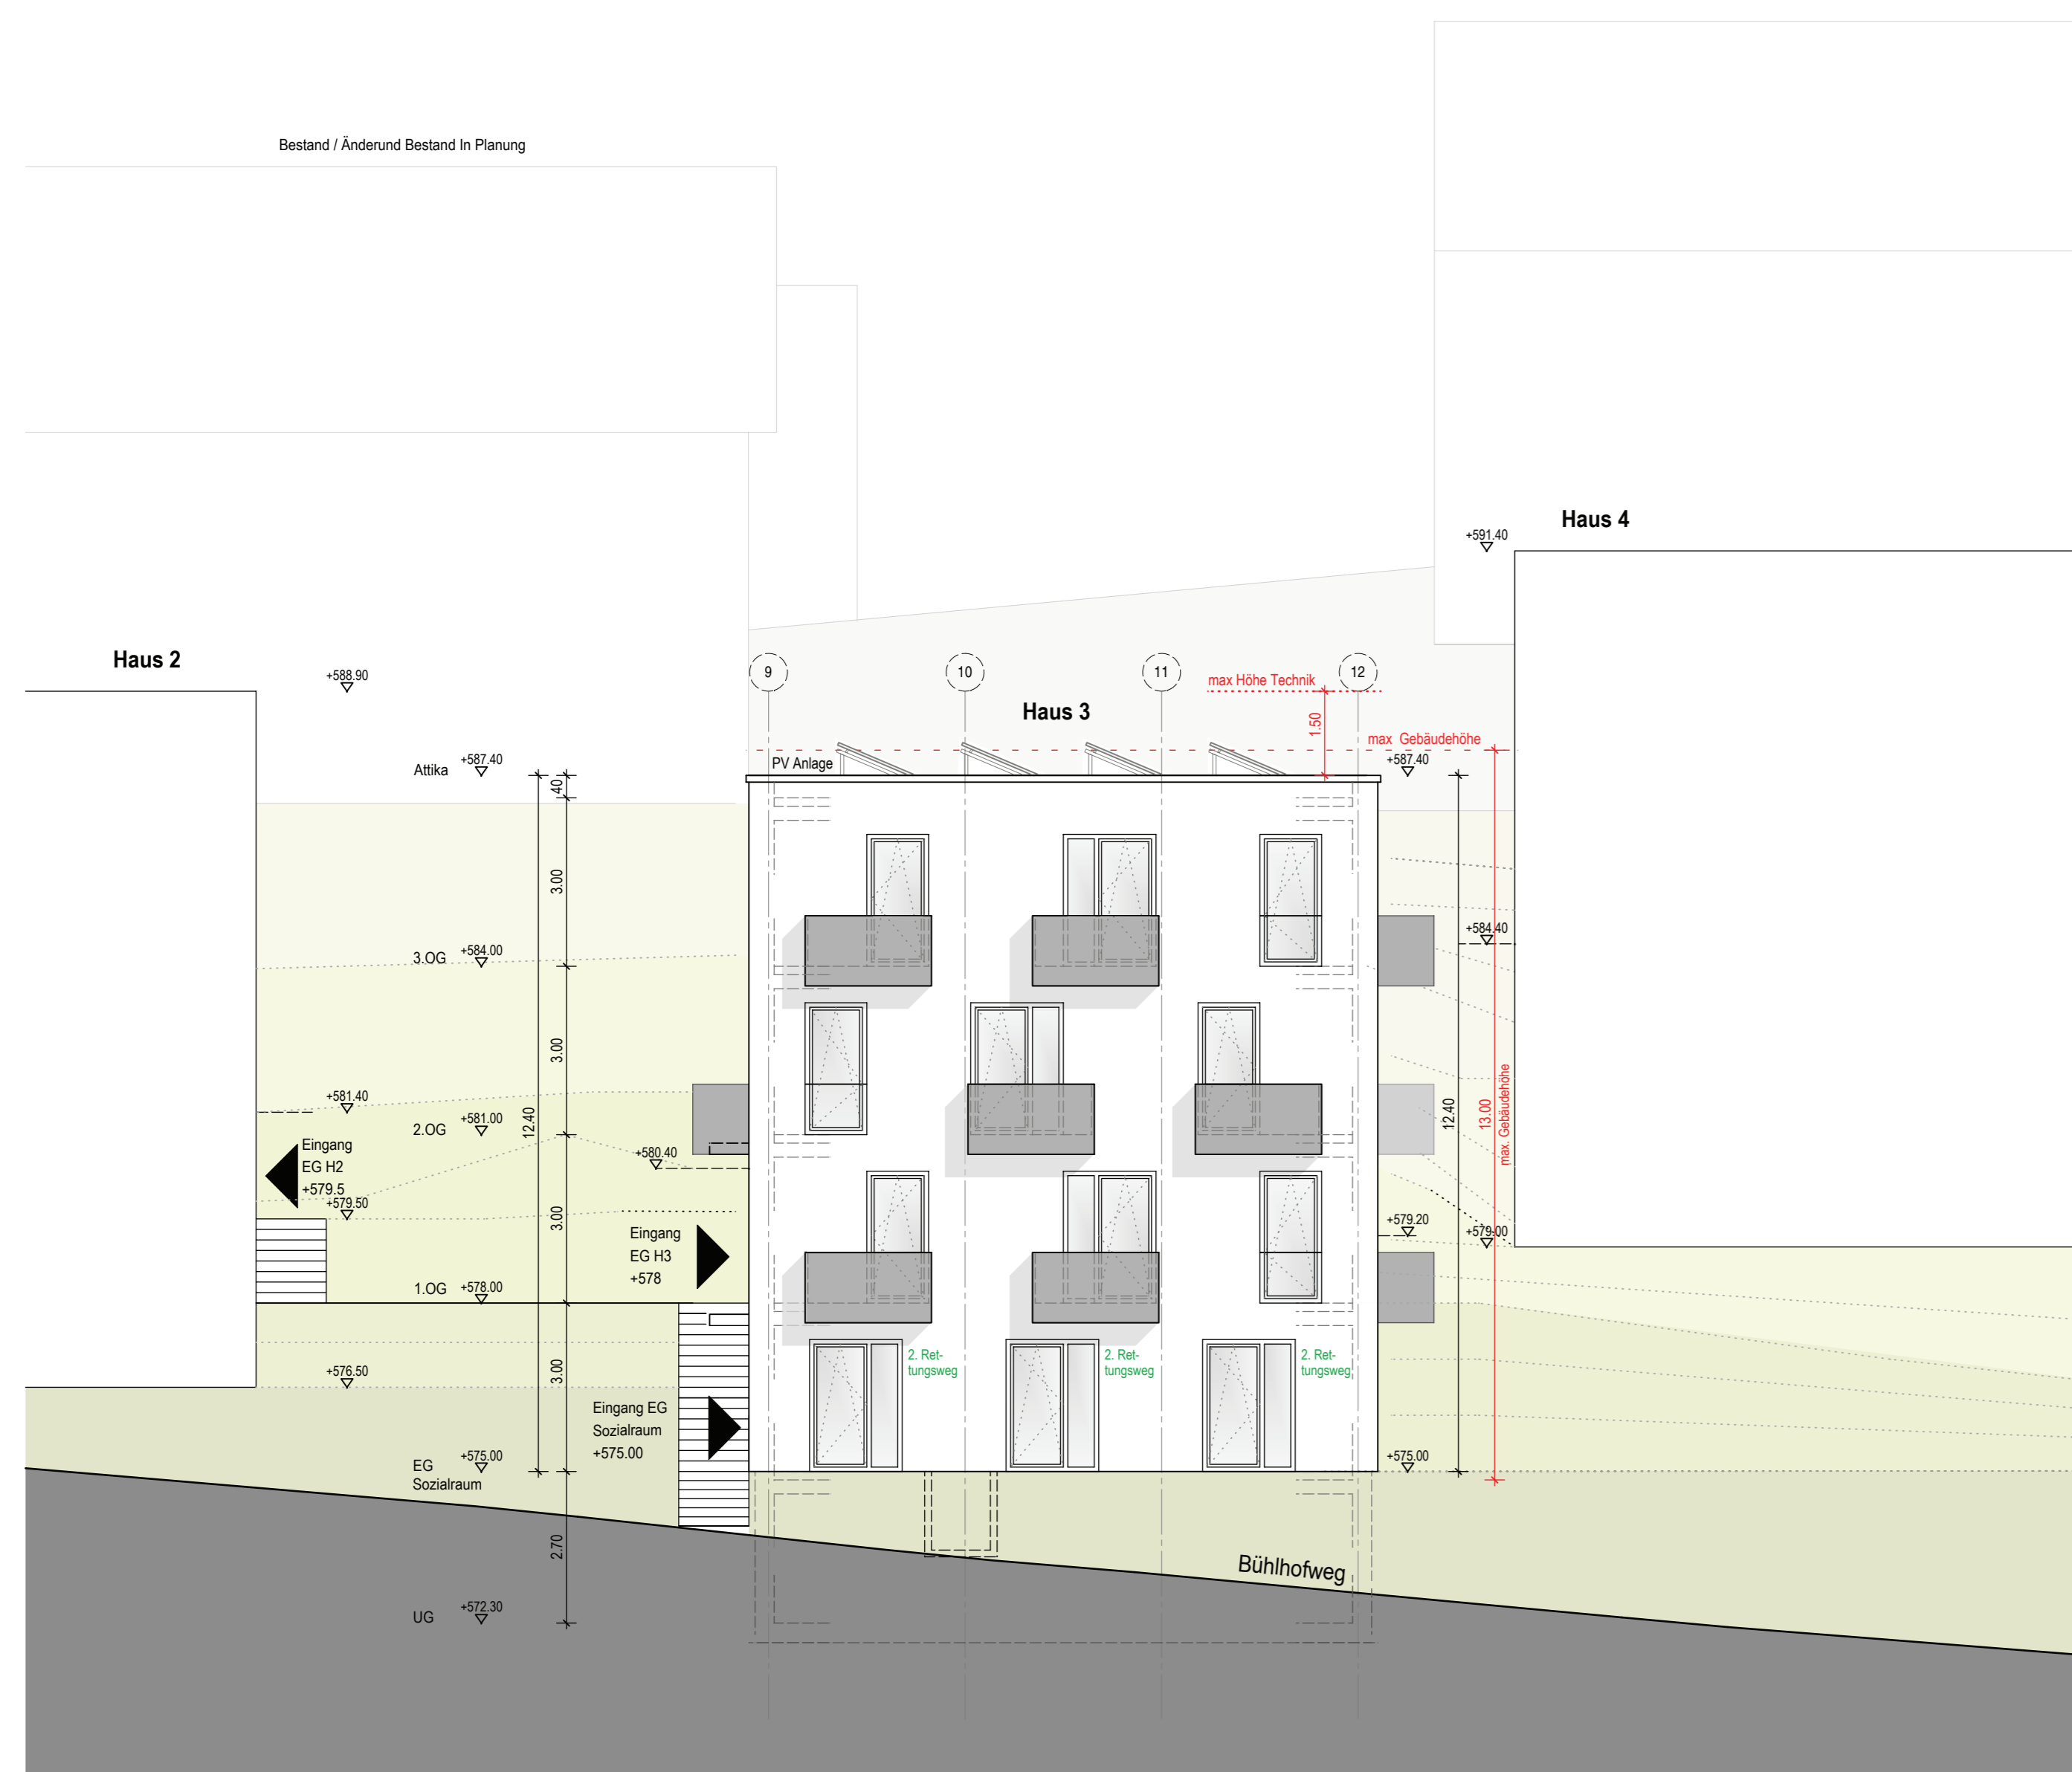 Bestand / Änderund Bestand In Planung
Haus 4
+591.40
Haus 2
+588.90
9
10
11
12
max Höhe Technik
1.50
Haus 3
max Gebäudehöhe
PV Anlage
Attika
+587.40
+587.40
40
3.00
3.OG
+584.00
+584.40
3.00
12.40
+581.40
2.OG
+581.00
12.40
13.00
max. Gebäudehöhe
Eingang
EG H2
+579.5
+579.50
+580.40
3.00
Eingang
EG H3
+578
+579.20
+579.00
1.OG
+578.00
+576.50
3.00
2. Ret-
tungsweg
2. Ret-
tungsweg
2. Ret-
tungsweg
Eingang EG
Sozialraum
+575.00
EG
Sozialraum
+575.00
+575.00
2.70
Bühlhofweg
UG
+572.30